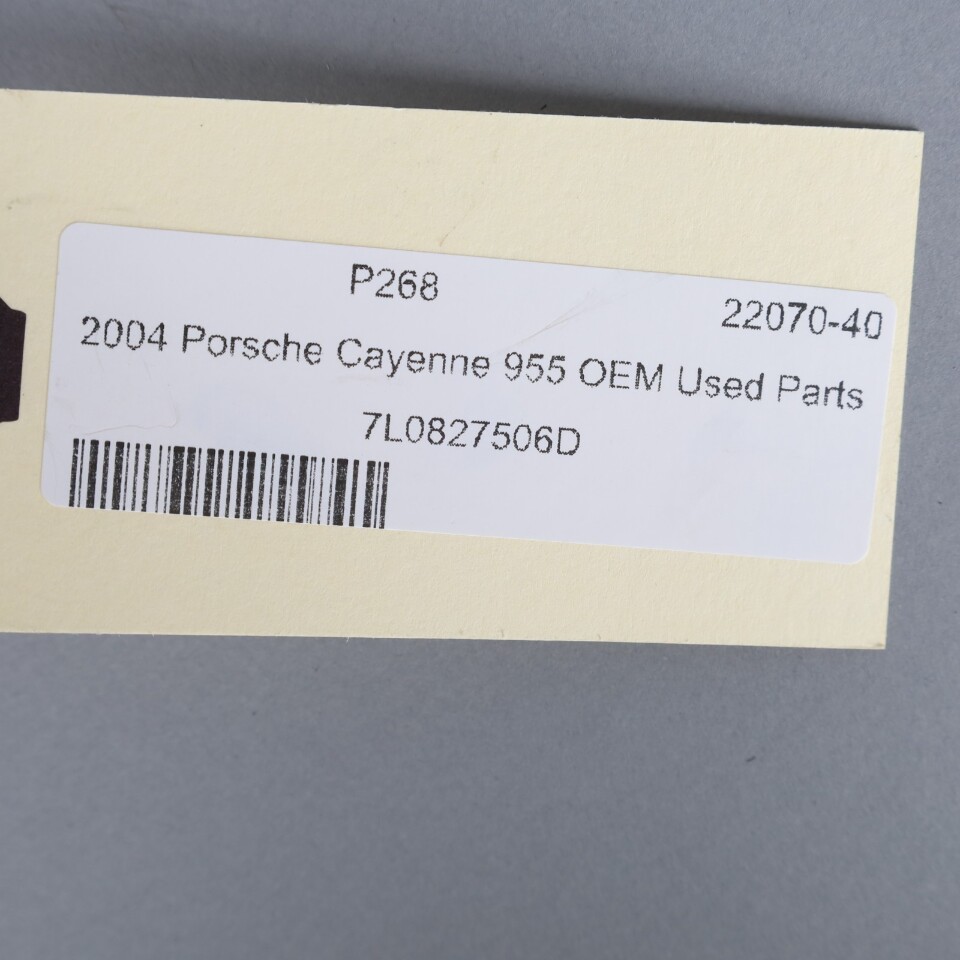 P268
22070-40
2004 Porsche Cayenne 955 OEM Used Parts
7L0827506D